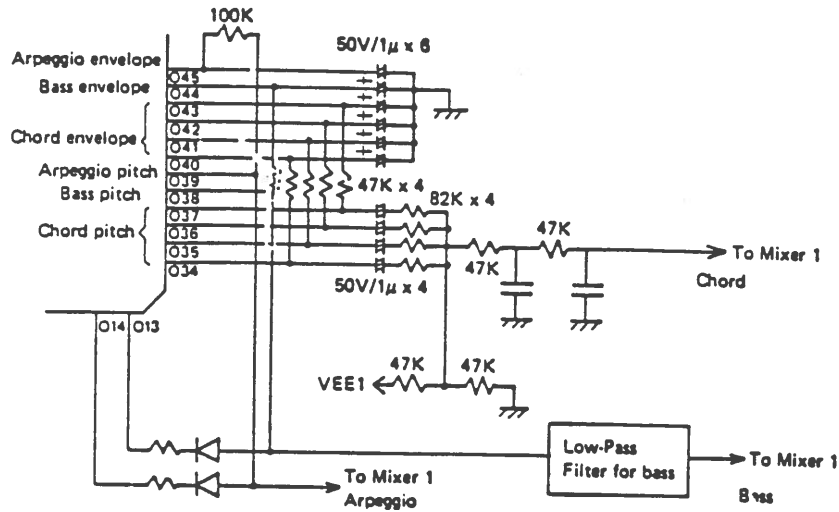 100K
50V/1µ x 6
Arpeggio envelope
O45
Bass envelope
O44
+
O43
+
O42
+
Chord envelope
O41
+
O40
+
Arpeggio pitch
O39
Bass pitch
47K x 4
O38
82K x 4
O37
Chord pitch
O36
47K
O35
47K
To Mixer 1
Chord
O34
50V/1µ x 4
O14
O13
47K
47K
VEE1
Low-Pass
Filter for bass
To Mixer 1
Bass
To Mixer 1
Arpeggio